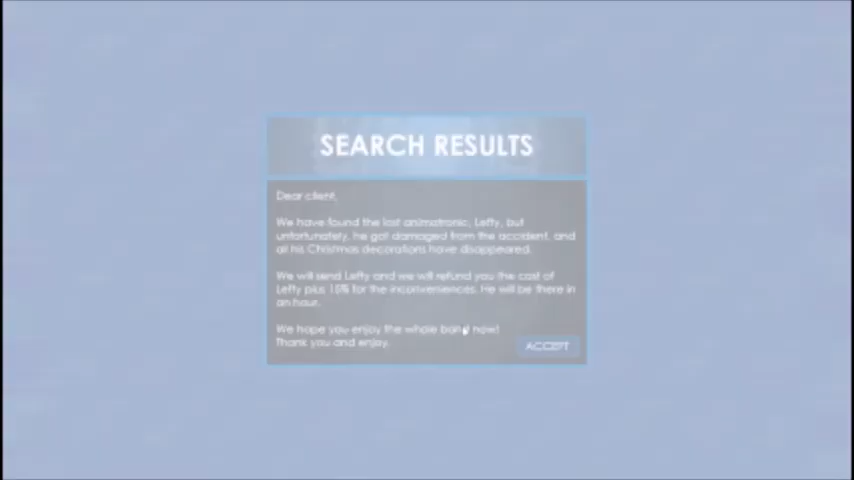 SEARCH RESULTS
Dear client,
We have found the last animatronic, Lefty, but
unfortunately, he got damaged from the accident, and
all his Christmas decorations have disappeared.
We will send Lefty and we will refund you the cost of
Lefty plus 15% for the inconveniences. He will be there in
an hour.
We hope you enjoy the whole band now!
Thank you and enjoy.
ACCEPT